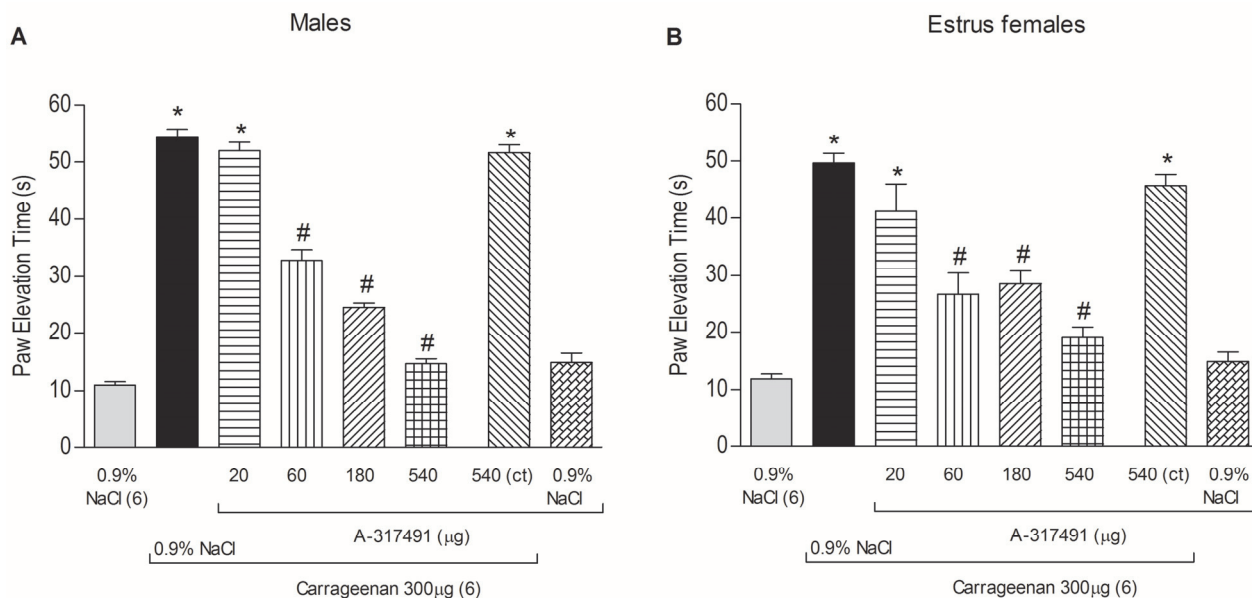 A
Males
Paw Elevation Time (s)
60
50
40
30
20
10
0
*
*
#
#
#
*
0.9%
NaCl (6)
20
60
180
540
540 (ct)
0.9%
NaCl
A-317491 (μg)
0.9% NaCl
Carrageenan 300μg (6)
B
Estrus females
Paw Elevation Time (s)
60
50
40
30
20
10
0
*
*
#
#
#
*
0.9%
NaCl (6)
20
60
180
540
540 (ct)
0.9%
NaCl
A-317491 (μg)
0.9% NaCl
Carrageenan 300μg (6)